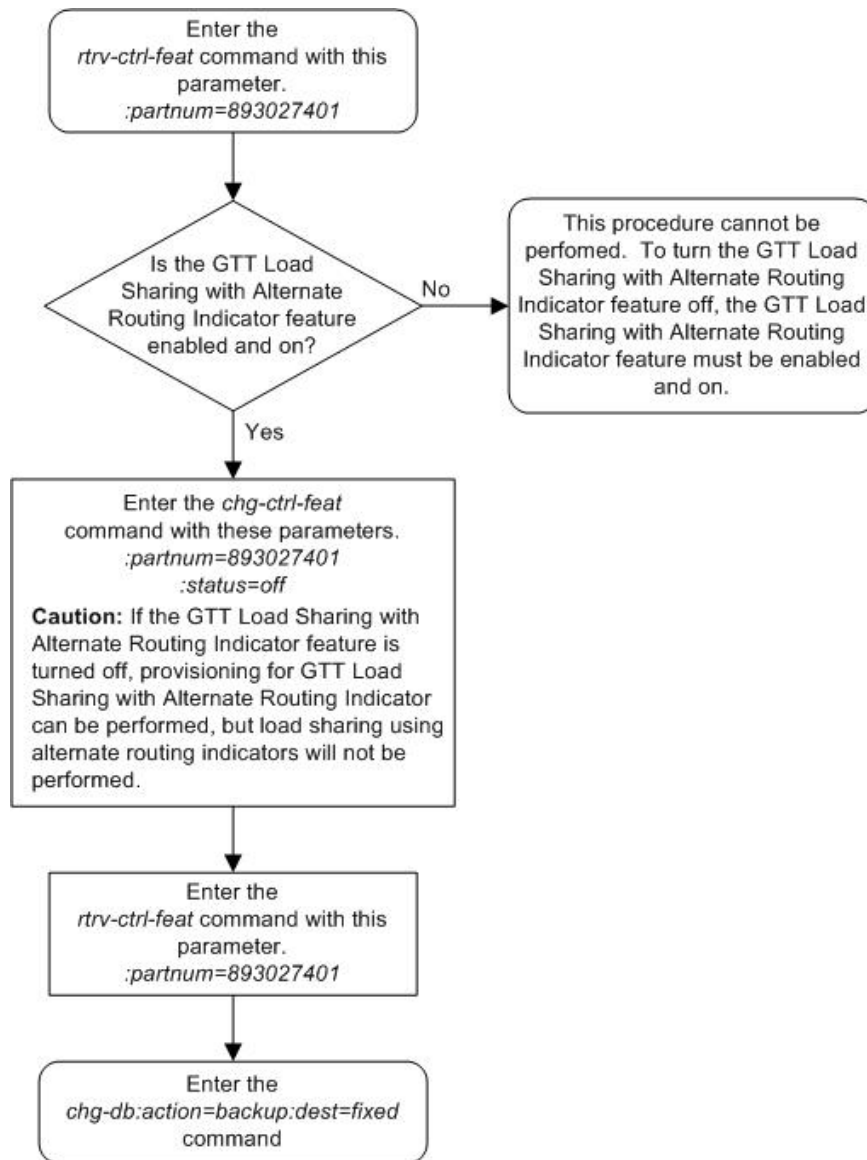 Enter the
rtrv-ctrl-feat command with this
parameter.
:partnum=893027401
Is the GTT Load
Sharing with Alternate
Routing Indicator feature
enabled and on?
No
This procedure cannot be
perfomed. To turn the GTT Load
Sharing with Alternate Routing
Indicator feature off, the GTT Load
Sharing with Alternate Routing
Indicator feature must be enabled
and on.
Yes
Enter the chg-ctrl-feat
command with these parameters.
:partnum=893027401
:status=off
Caution: If the GTT Load Sharing with
Alternate Routing Indicator feature is
turned off, provisioning for GTT Load
Sharing with Alternate Routing Indicator
can be performed, but load sharing using
alternate routing indicators will not be
performed.
Enter the
rtrv-ctrl-feat command with this
parameter.
:partnum=893027401
Enter the
chg-db:action=backup:dest=fixed
command